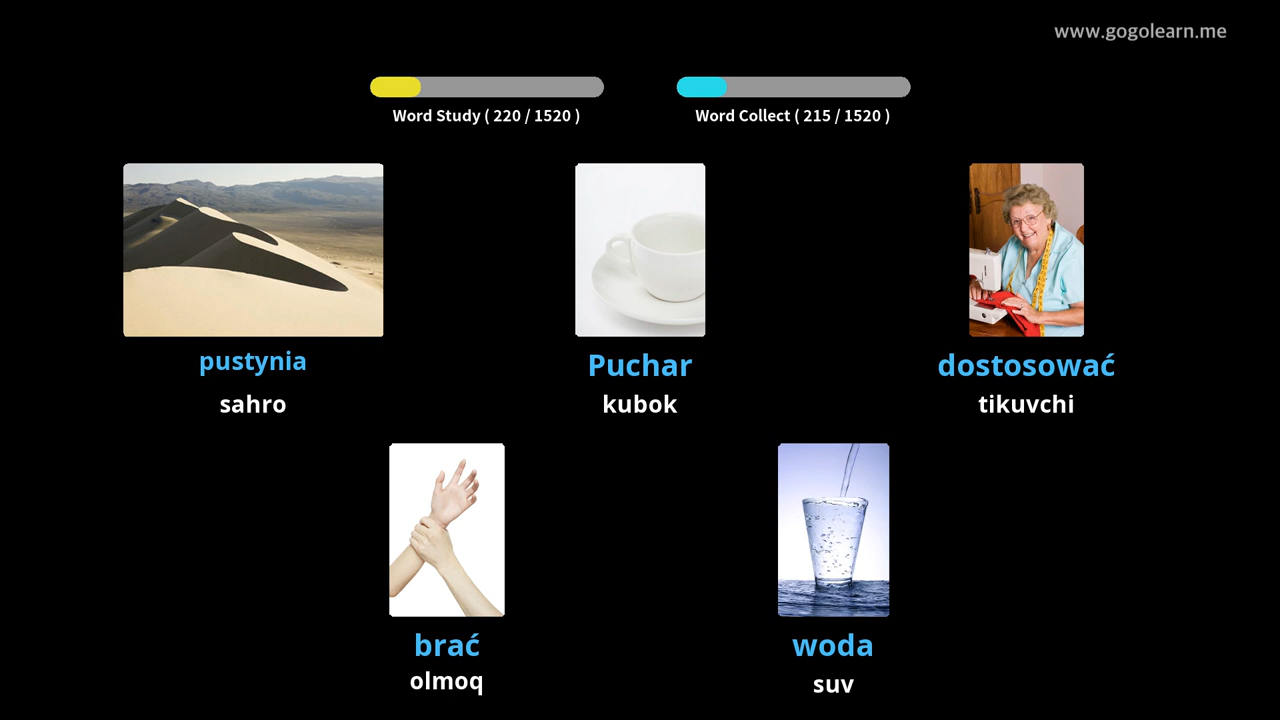 www.gogolearn.me
Word Study ( 220 / 1520 )
Word Collect ( 215 / 1520 )
pustynia
sahro
Puchar
kubok
dostosować
tikuvchi
brać
olmoq
woda
suv